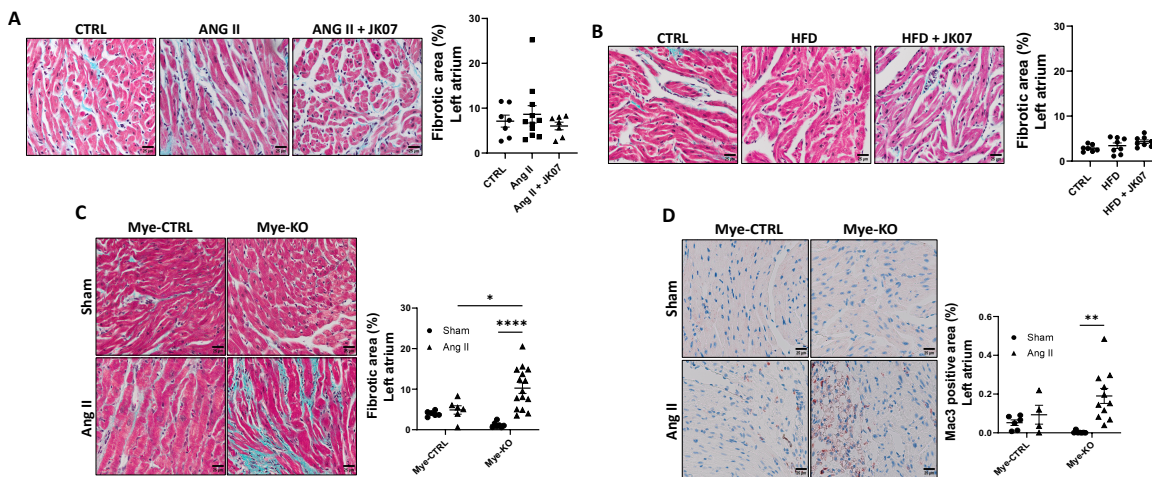 A
CTRL
ANG II
ANG II + JK07
Fibrotic area (%)
Left atrium
30
20
10
0
CTRL
Ang II
Ang II + JK07
B
CTRL
HFD
HFD + JK07
Fibrotic area (%)
Left atrium
30
20
10
0
CTRL
HFD
HFD + JK07
C
Mye-CTRL
Mye-KO
Sham
Ang II
Fibrotic area (%)
Left atrium
30
20
10
0
Sham
Ang II
*
****
Mye-CTRL
Mye-KO
D
Mye-CTRL
Mye-KO
Sham
Ang II
Mac3 positive area (%)
Left atrium
0.6
0.4
0.2
0.0
Sham
Ang II
**
Mye-CTRL
Mye-KO